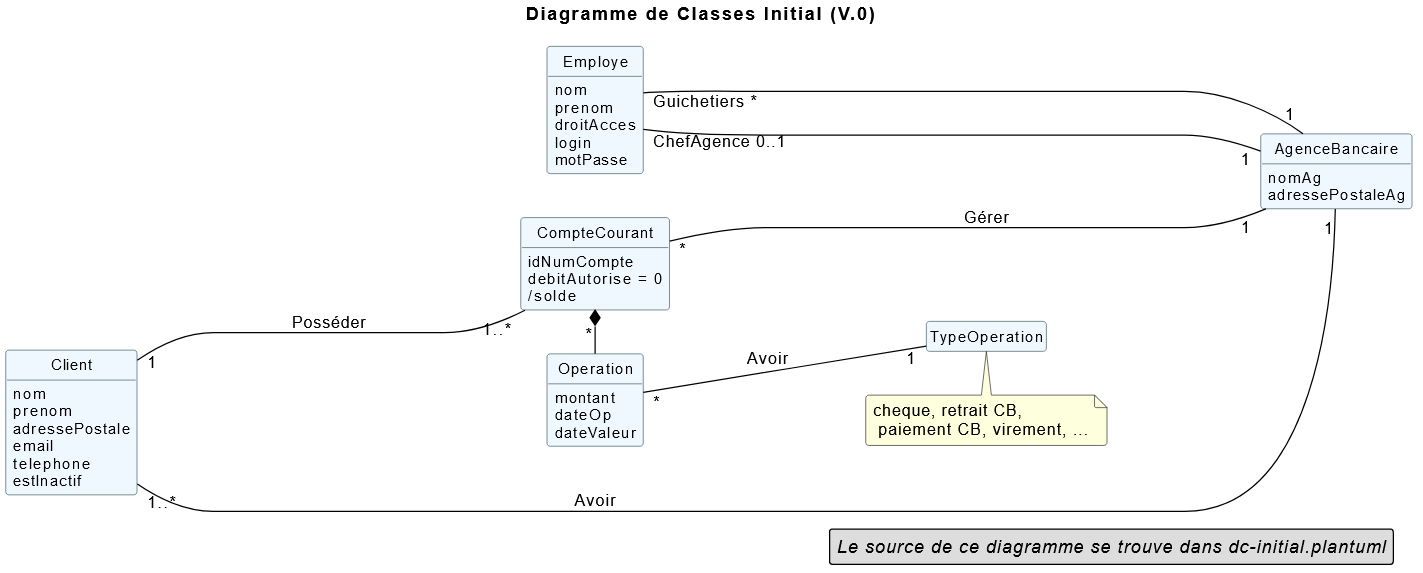 Diagramme de Classes Initial (V.0)
Employe
nom
prenom
droitAcces
login
motPasse
Guichetiers *
1
ChefAgence 0..1
1
AgenceBancaire
nomAg
adressePostaleAg
CompteCourant
idNumCompte
debitAutorise = 0
/solde
Gérer
*
1
1
Posséder
1..*
1
*
Client
nom
prenom
adressePostale
email
telephone
estInactif
Operation
montant
dateOp
dateValeur
Avoir
*
1
TypeOperation
cheque, retrait CB,
paiement CB, virement, ...
1..*
Avoir
Le source de ce diagramme se trouve dans dc-initial.plantuml